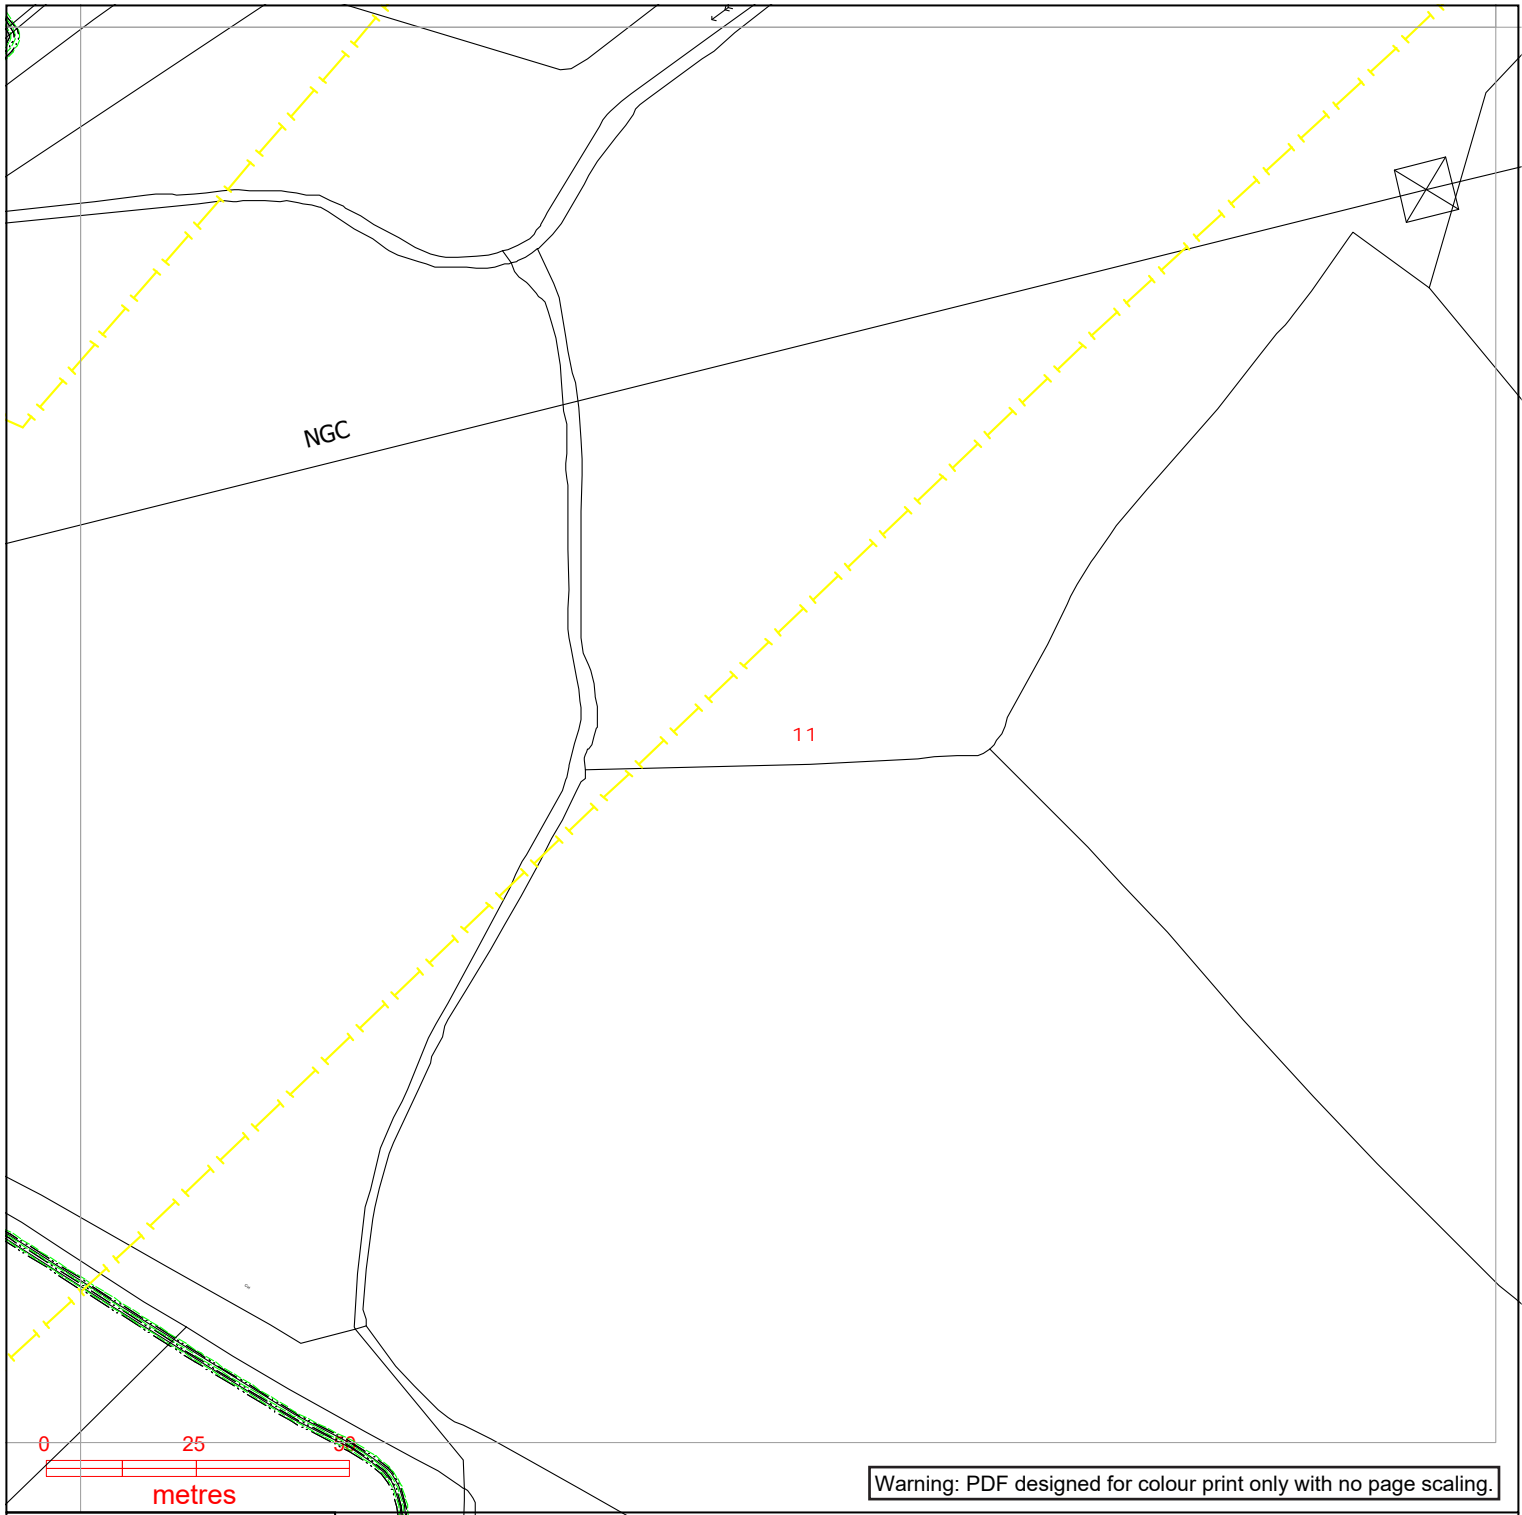 NGC
11
0 25 50
metres
Warning: PDF designed for colour print only with no page scaling.